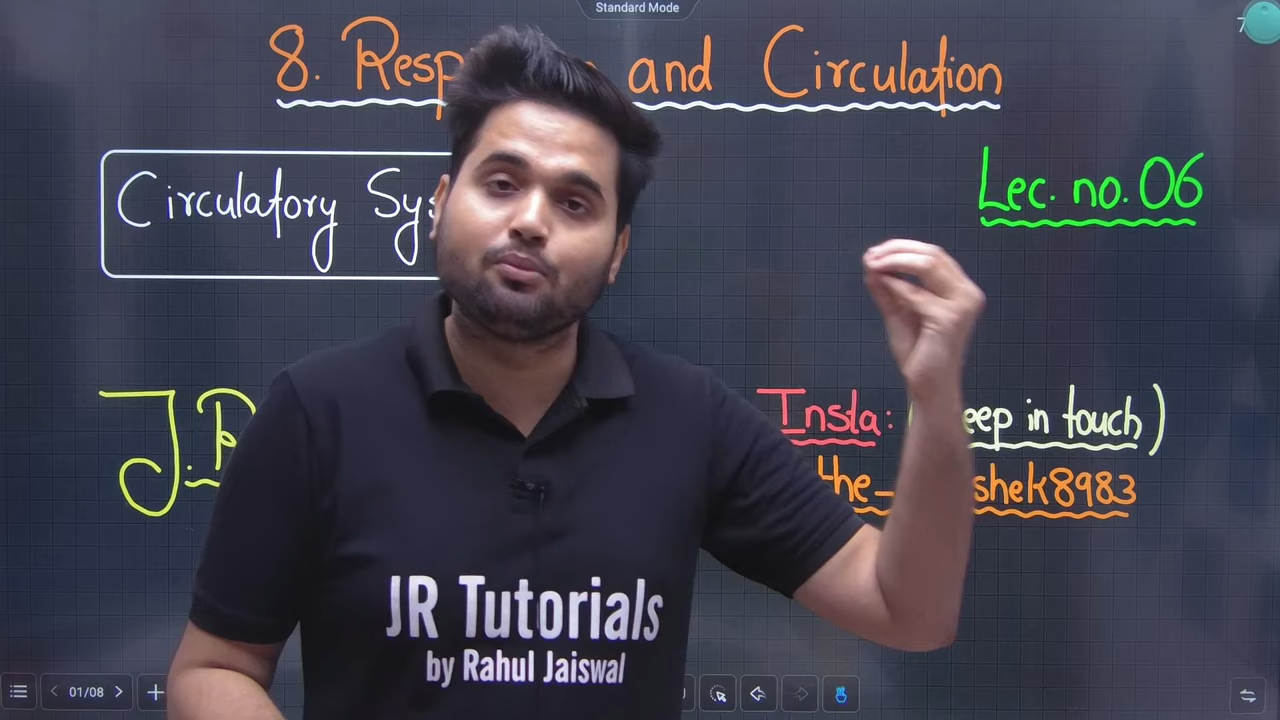 Standard Mode
8. Resp and Circulation
Circulatory Sys
Lec. no. 06
J.R
Insta: eep in touch)
the_ shek8983
JR Tutorials
by Rahul Jaiswal
01/08